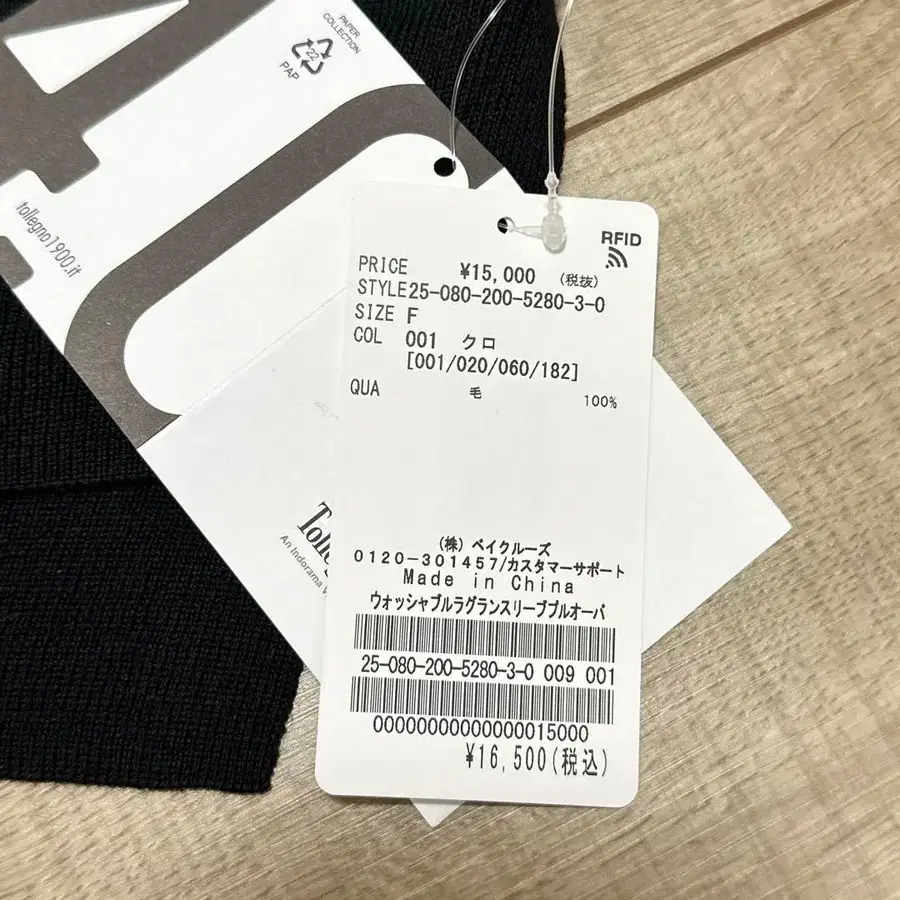 PAPER
COLLECTION
22
PAP
tollegno1900.it
RFID
PRICE ¥15,000 (税抜)
STYLE25-080-200-5280-3-0
SIZE F
COL 001 クロ
[001/020/060/182]
QUA 毛 100%
(株) ベイクルーズ
0120-301457/カスタマーサポート
Made in China
ウォッシャブルラグランスリーブプルオーバ
25-080-200-5280-3-0 009 001
00000000000000015000
¥16,500(税込)
An Indorama